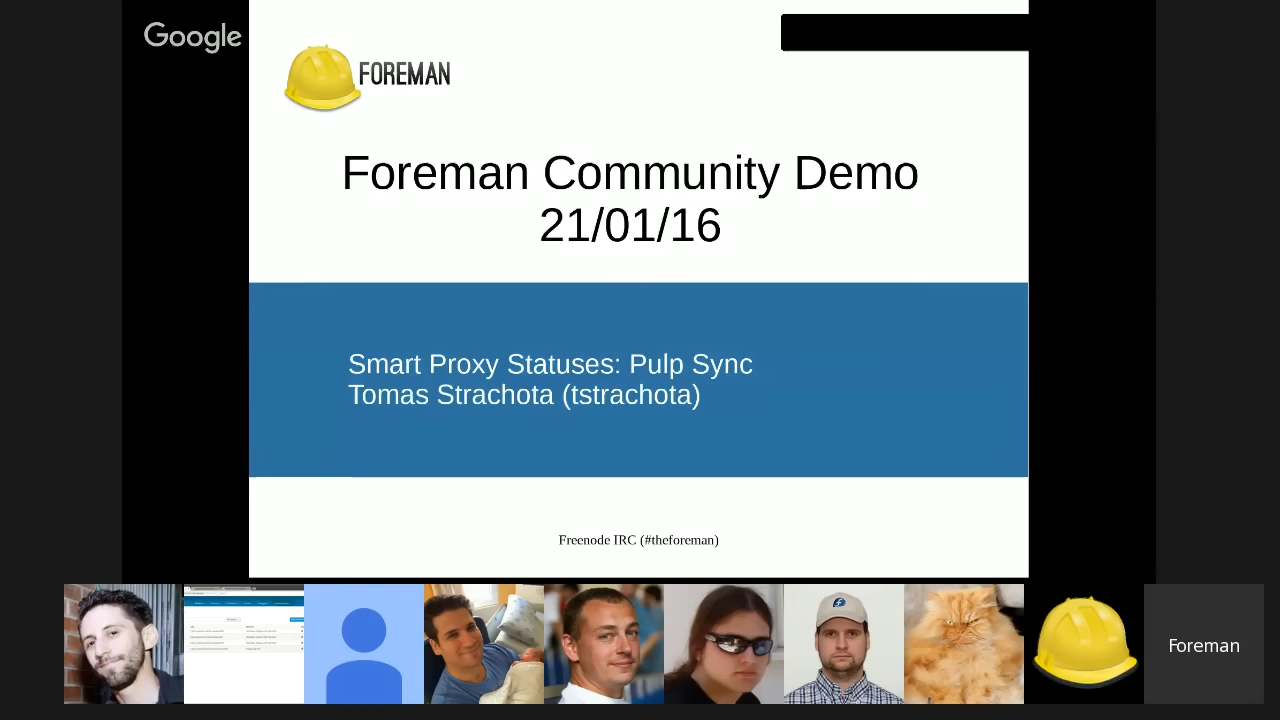 Google
FOREMAN
Foreman Community Demo
21/01/16
Smart Proxy Statuses: Pulp Sync
Tomas Strachota (tstrachota)
Freenode IRC (#theforeman)
Foreman